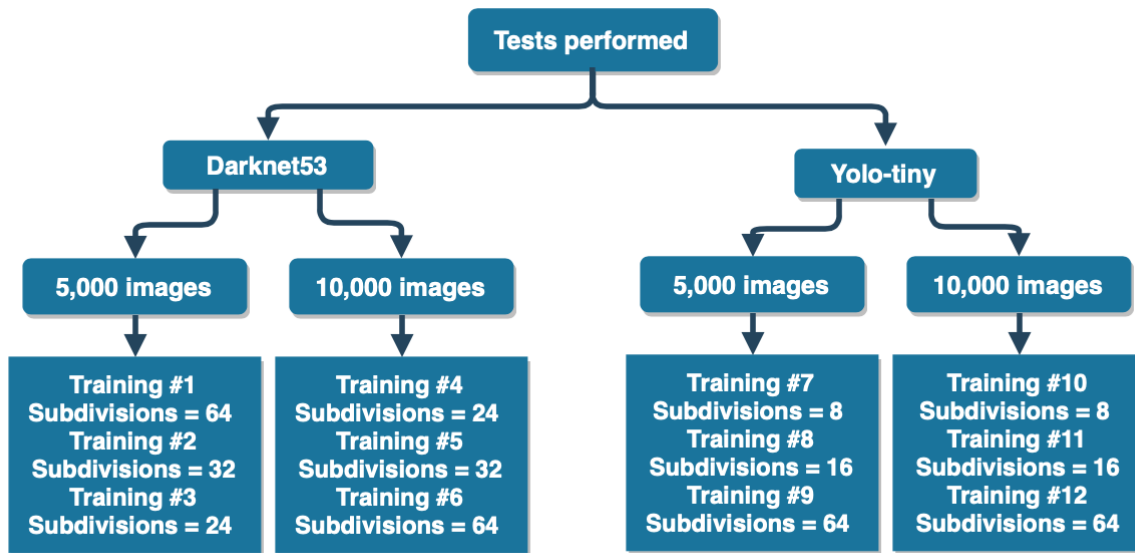 Tests performed
Darknet53
Yolo-tiny
5,000 images
10,000 images
5,000 images
10,000 images
Training #1
Subdivisions = 64
Training #2
Subdivisions = 32
Training #3
Subdivisions = 24
Training #4
Subdivisions = 24
Training #5
Subdivisions = 32
Training #6
Subdivisions = 64
Training #7
Subdivisions = 8
Training #8
Subdivisions = 16
Training #9
Subdivisions = 64
Training #10
Subdivisions = 8
Training #11
Subdivisions = 16
Training #12
Subdivisions = 64